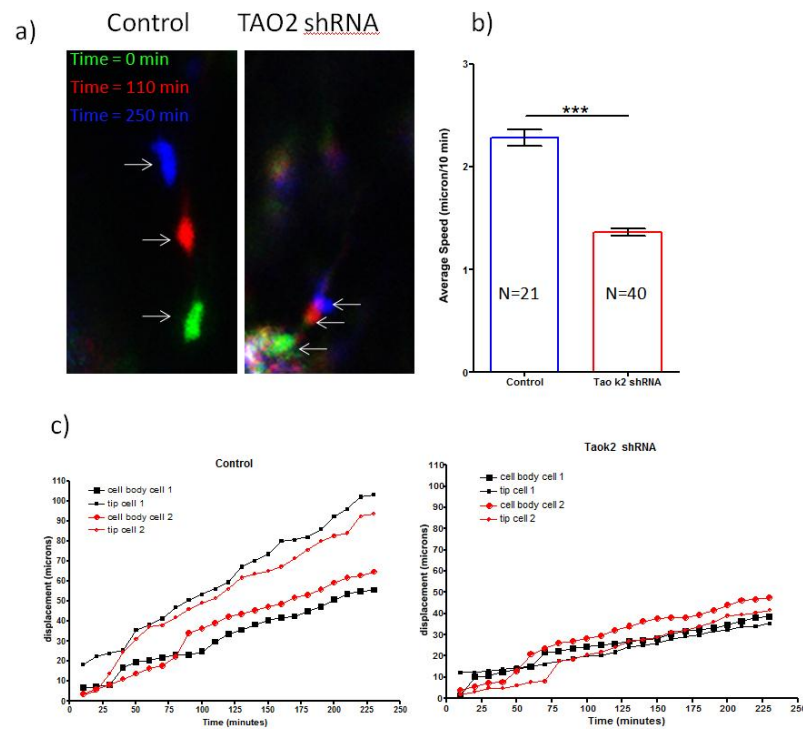 a)
Control
TAO2 shRNA
Time = 0 min
Time = 110 min
Time = 250 min
b)
3
2
1
0
Average Speed (micron/10 min)
***
N=21
N=40
Control
Tao k2 shRNA
c)
Control
cell body cell 1
tip cell 1
cell body cell 2
tip cell 2
displacement (microns)
110
100
90
80
70
60
50
40
30
20
10
0
0 25 50 75 100 125 150 175 200 225 250
Time (minutes)
Taok2 shRNA
cell body cell 1
tip cell 1
cell body cell 2
tip cell 2
displacement (microns)
110
100
90
80
70
60
50
40
30
20
10
0
0 25 50 75 100 125 150 175 200 225 250
Time (minutes)